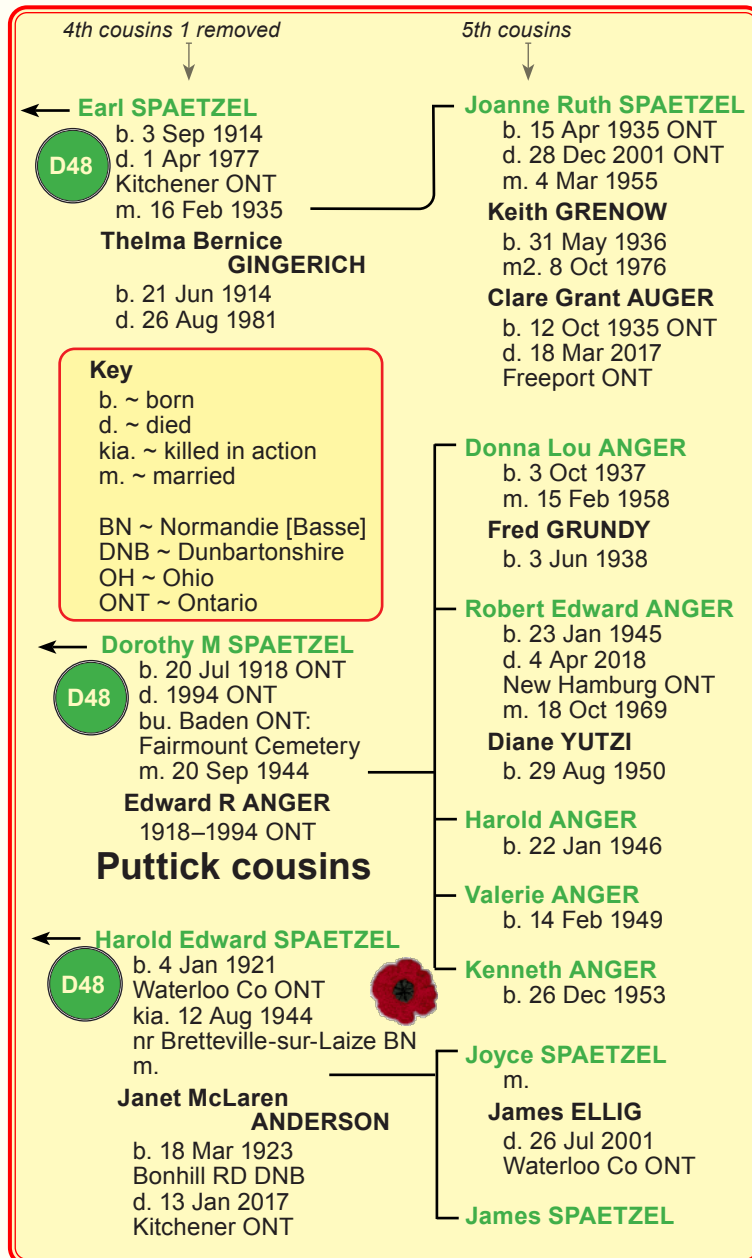 4th cousins 1 removed
Earl SPAETZEL
D48
b. 3 Sep 1914
d. 1 Apr 1977
Kitchener ONT
m. 16 Feb 1935
Thelma Bernice
GINGERICH
b. 21 Jun 1914
d. 26 Aug 1981
Key
b. ~ born
d. ~ died
kia. ~ killed in action
m. ~ married
BN ~ Normandie [Basse]
DNB ~ Dunbartonshire
OH ~ Ohio
ONT ~ Ontario
Dorothy M SPAETZEL
D48
b. 20 Jul 1918 ONT
d. 1994 ONT
bu. Baden ONT:
Fairmount Cemetery
m. 20 Sep 1944
Edward R ANGER
1918–1994 ONT
Puttick cousins
Harold Edward SPAETZEL
D48
b. 4 Jan 1921
Waterloo Co ONT
kia. 12 Aug 1944
nr Bretteville-sur-Laize BN
m.
Janet McLaren
ANDERSON
b. 18 Mar 1923
Bonhill RD DNB
d. 13 Jan 2017
Kitchener ONT
5th cousins
Joanne Ruth SPAETZEL
b. 15 Apr 1935 ONT
d. 28 Dec 2001 ONT
m. 4 Mar 1955
Keith GRENOW
b. 31 May 1936
m2. 8 Oct 1976
Clare Grant AUGER
b. 12 Oct 1935 ONT
d. 18 Mar 2017
Freeport ONT
Donna Lou ANGER
b. 3 Oct 1937
m. 15 Feb 1958
Fred GRUNDY
b. 3 Jun 1938
Robert Edward ANGER
b. 23 Jan 1945
d. 4 Apr 2018
New Hamburg ONT
m. 18 Oct 1969
Diane YUTZI
b. 29 Aug 1950
Harold ANGER
b. 22 Jan 1946
Valerie ANGER
b. 14 Feb 1949
Kenneth ANGER
b. 26 Dec 1953
Joyce SPAETZEL
m.
James ELLIG
d. 26 Jul 2001
Waterloo Co ONT
James SPAETZEL